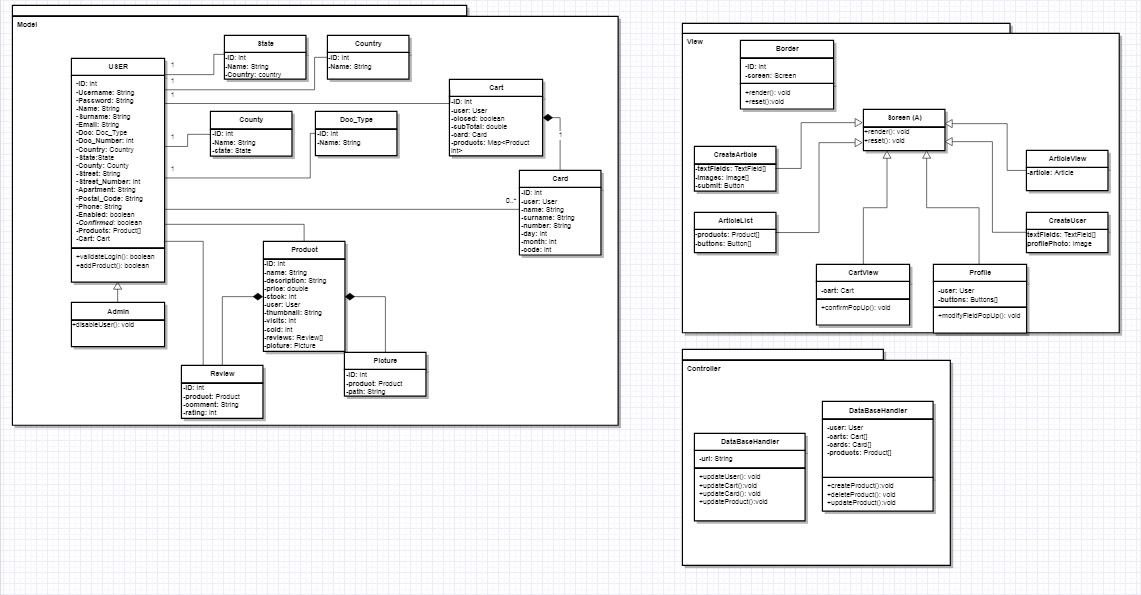 Model
USER
-ID: int
-Username: String
-Password: String
-Name: String
-Surname: String
-Email: String
-Doo: Doc_Type
-Doo_Number: int
-Country: Country
-State:State
-County: County
-Street: String
-Street_Number: int
-Apartment: String
-Postal_Code: String
-Phone: String
-Enabled: boolean
-Confirmed: boolean
-Products: Product[]
-Cart: Cart
+validateLogin(): boolean
+addProduct(): boolean
Admin
+disableUser(): void
1
1
1
1
1
State
-ID: int
-Name: String
-Country: country
Country
-ID: int
-Name: String
County
-ID: int
-Name: String
-state: State
Doo_Type
-ID: int
-Name: String
Cart
-ID: int
-user: User
-closed: boolean
-subTotal: double
-card: Card
-products: Map<Product
int>
1
0..*
Card
-ID: int
-user: User
-name: String
-surname: String
-number: String
-day: int
-month: int
-code: int
Product
-ID: int
-name: String
-description: String
-price: double
-stock: int
-user: User
-thumbnail: String
-visits: int
-sold: int
-reviews: Review[]
-picture: Picture
Review
-ID: int
-product: Product
-comment: String
-rating: int
Picture
-ID: int
-product: Product
-path: String
View
Border
-ID: int
-screen: Screen
+render(): void
+reset():void
Screen (A)
+render(): void
+reset(): void
CreateArticle
-textFields: TextField[]
-images: Image[]
-submit: Button
ArticleView
-article: Article
ArticleList
-products: Product[]
-buttons: Button[]
CreateUser
textFields: TextField[]
profilePhoto: Image
CartView
-cart: Cart
+confirmPopUp(): void
Profile
-user: User
-buttons: Buttons[]
+modifyFieldPopUp(): void
Controller
DataBaseHandler
-url: String
+updateUser(): void
+updateCart():void
+updateCard(): void
+updateProduct():void
DataBaseHandler
-user: User
-carts: Cart[]
-cards: Card[]
-products: Product[]
+createProduct():void
+deleteProduct(): void
+updateProduct():void